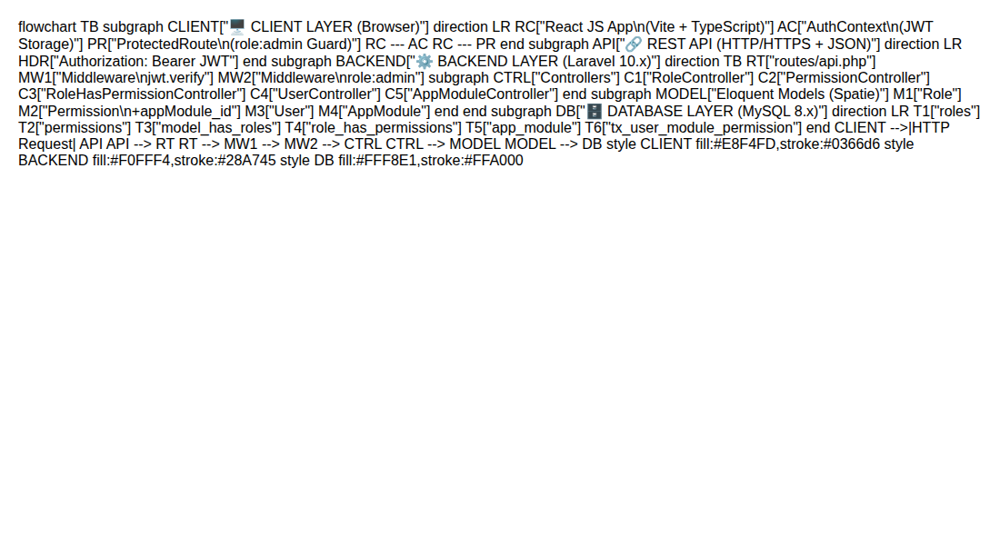 flowchart TB subgraph CLIENT["🖥️ CLIENT LAYER (Browser)"] direction LR RC["React JS App\n(Vite + TypeScript)"] AC["AuthContext\n(JWT
Storage)"] PR["ProtectedRoute\n(role:admin Guard)"] RC --- AC RC --- PR end subgraph API["🔗 REST API (HTTP/HTTPS + JSON)"] direction LR
HDR["Authorization: Bearer JWT"] end subgraph BACKEND["⚙️ BACKEND LAYER (Laravel 10.x)"] direction TB RT["routes/api.php"]
MW1["Middleware\njwt.verify"] MW2["Middleware\nrole:admin"] subgraph CTRL["Controllers"] C1["RoleController"] C2["PermissionController"]
C3["RoleHasPermissionController"] C4["UserController"] C5["AppModuleController"] end subgraph MODEL["Eloquent Models (Spatie)"] M1["Role"]
M2["Permission\n+appModule_id"] M3["User"] M4["AppModule"] end end subgraph DB["🗄️ DATABASE LAYER (MySQL 8.x)"] direction LR T1["roles"]
T2["permissions"] T3["model_has_roles"] T4["role_has_permissions"] T5["app_module"] T6["tx_user_module_permission"] end CLIENT -->|HTTP
Request| API API --> RT RT --> MW1 --> MW2 --> CTRL CTRL --> MODEL MODEL --> DB style CLIENT fill:#E8F4FD,stroke:#0366d6 style
BACKEND fill:#F0FFF4,stroke:#28A745 style DB fill:#FFF8E1,stroke:#FFA000